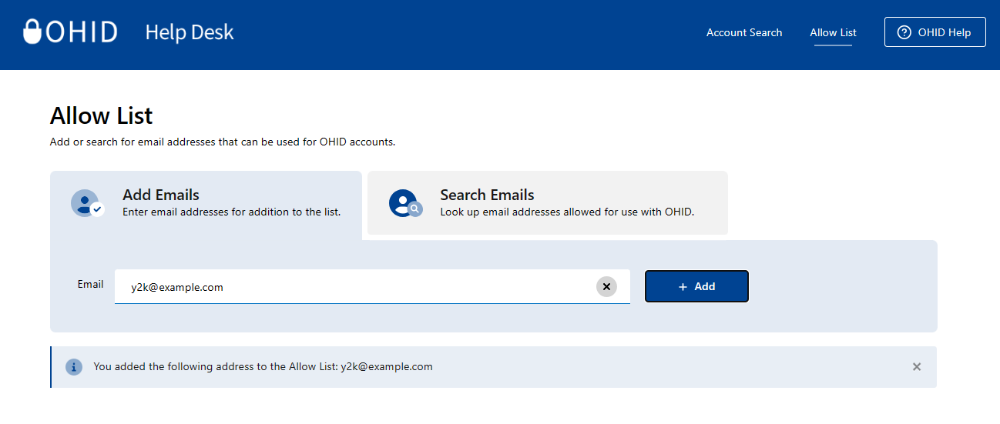 OHID Help Desk Account Search Allow List OHID Help
Allow List
Add or search for email addresses that can be used for OHID accounts.
Add Emails
Enter email addresses for addition to the list.
Search Emails
Look up email addresses allowed for use with OHID.
Email y2k@example.com + Add
You added the following address to the Allow List: y2k@example.com